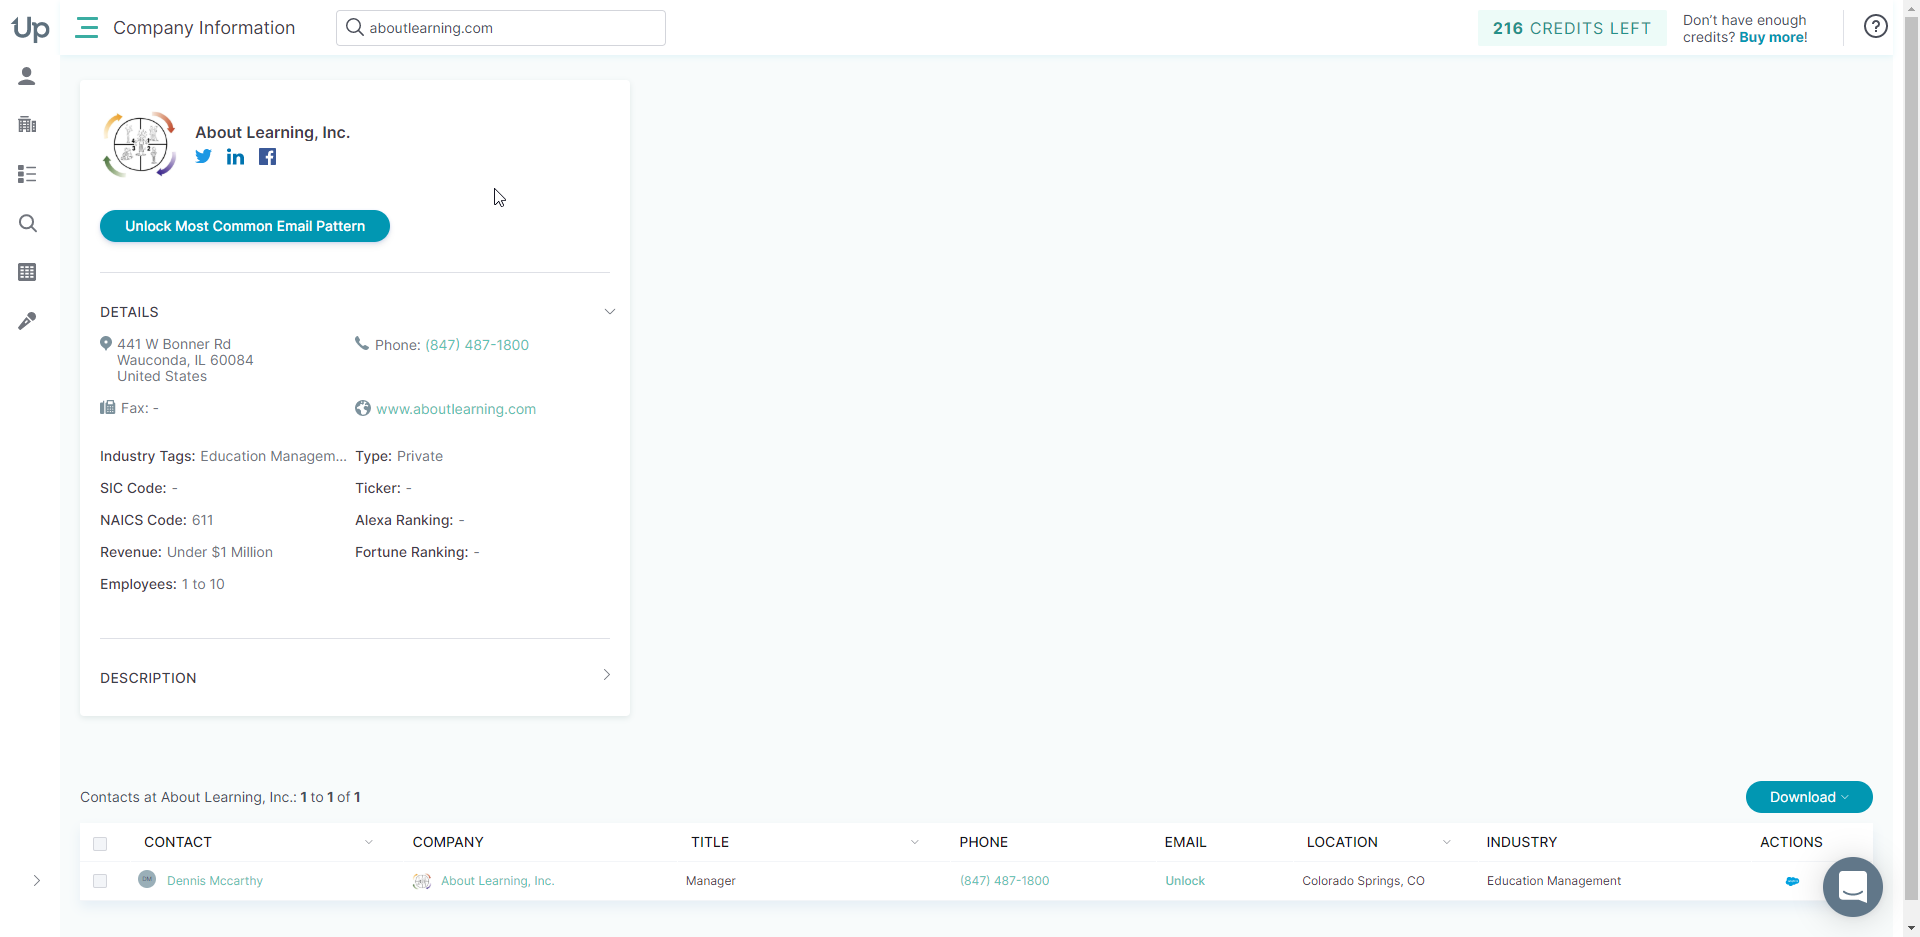 Up
Company Information
aboutlearning.com
216 CREDITS LEFT
Don't have enough
credits? Buy more!
About Learning, Inc.
Unlock Most Common Email Pattern
DETAILS
441 W Bonner Rd
Wauconda, IL 60084
United States
Phone: (847) 487-1800
Fax: -
www.aboutlearning.com
Industry Tags: Education Managem... Type: Private
SIC Code: - Ticker: -
NAICS Code: 611 Alexa Ranking: -
Revenue: Under $1 Million Fortune Ranking: -
Employees: 1 to 10
DESCRIPTION
Contacts at About Learning, Inc.: 1 to 1 of 1
Download
CONTACT COMPANY TITLE PHONE EMAIL LOCATION INDUSTRY ACTIONS
DM Dennis Mccarthy About Learning, Inc. Manager (847) 487-1800 Unlock Colorado Springs, CO Education Management